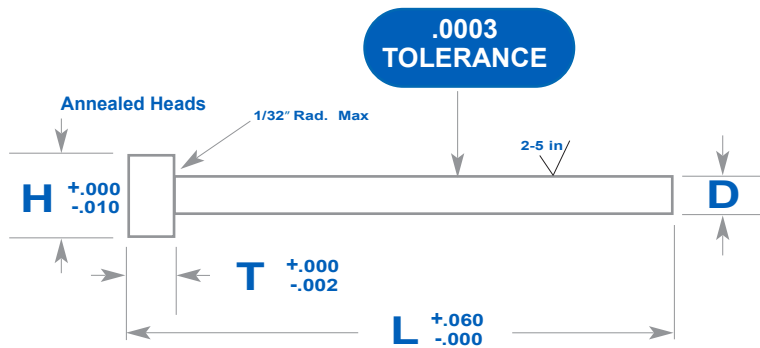 .0003
TOLERANCE
Annealed Heads
1/32" Rad. Max
2-5 in
H +.000
-.010
D
T +.000
-.002
L +.060
-.000